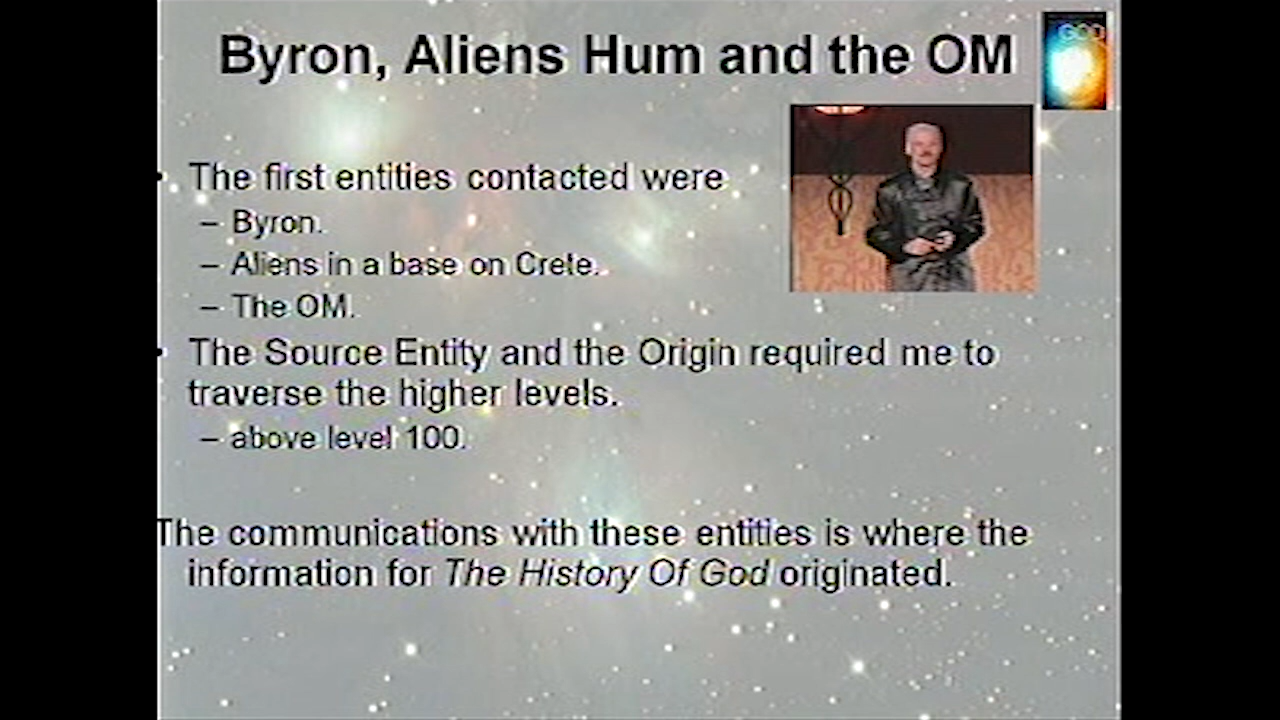 Byron, Aliens Hum and the OM
GOD
• The first entities contacted were
– Byron.
– Aliens in a base on Crete.
– The OM.
• The Source Entity and the Origin required me to
traverse the higher levels.
– above level 100.
The communications with these entities is where the
information for The History Of God originated.